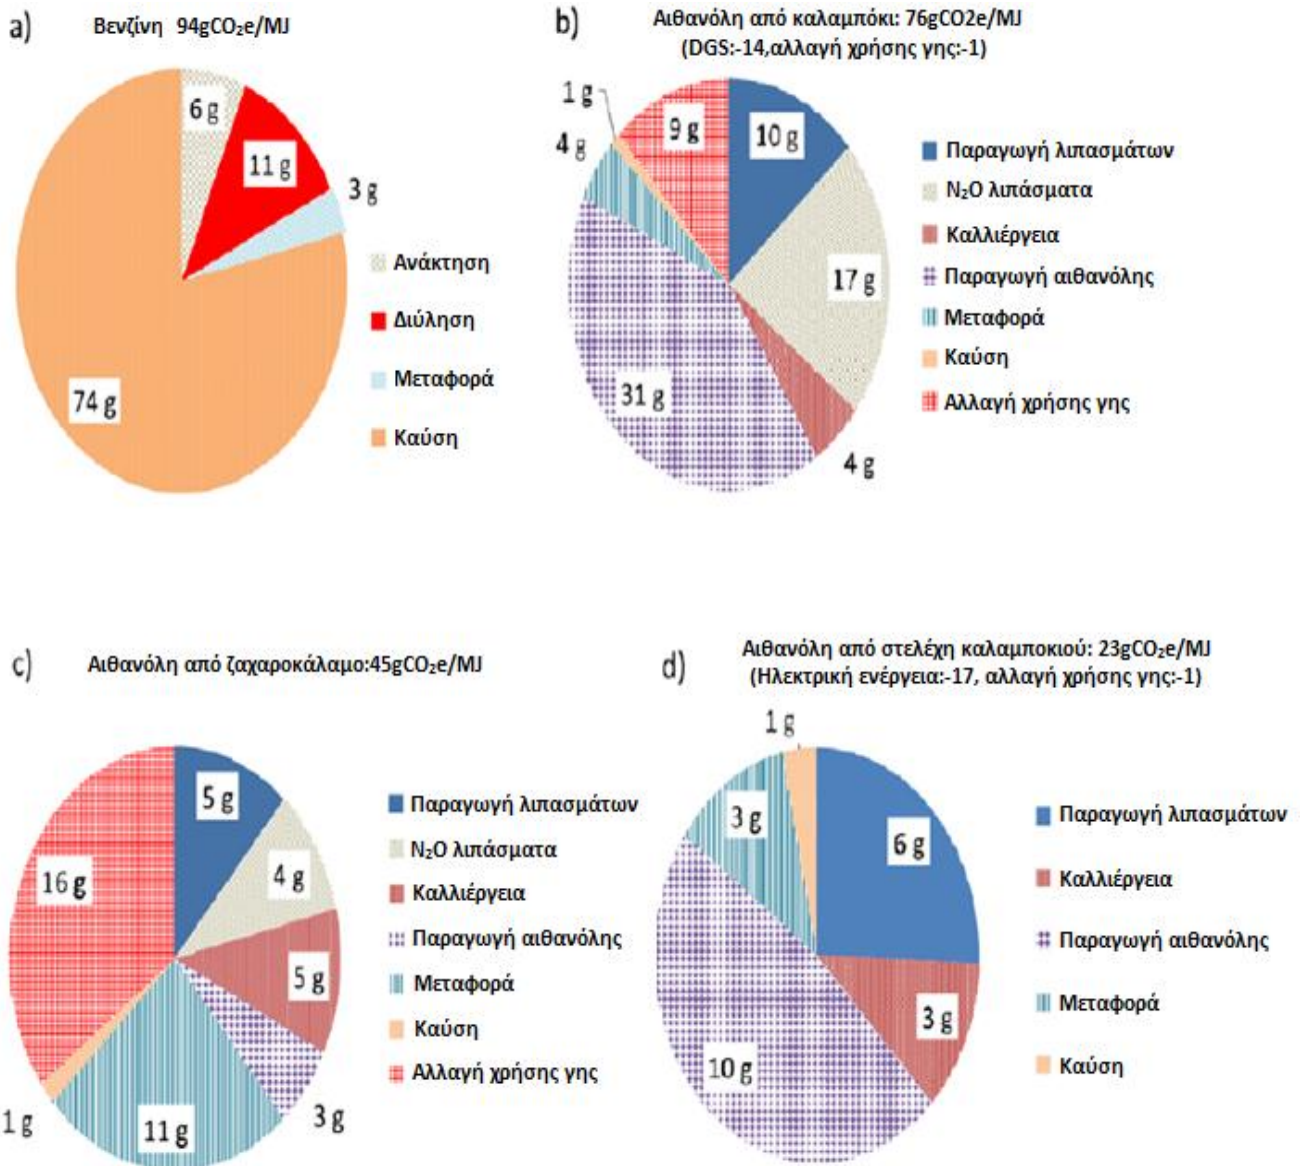 a)
Βενζίνη 94gCO₂e/MJ
6 g
11 g
3 g
74 g
Ανάκτηση
Διύληση
Μεταφορά
Καύση
b)
Αιθανόλη από καλαμπόκι: 76gCO2e/MJ
(DGS:-14,αλλαγή χρήσης γης:-1)
1 g
4 g
9 g
10 g
17 g
31 g
4 g
Παραγωγή λιπασμάτων
N₂O λιπάσματα
Καλλιέργεια
Παραγωγή αιθανόλης
Μεταφορά
Καύση
Αλλαγή χρήσης γης
c)
Αιθανόλη από ζαχαροκάλαμο:45gCO₂e/MJ
5 g
4 g
16 g
5 g
3 g
11 g
1 g
Παραγωγή λιπασμάτων
N₂O λιπάσματα
Καλλιέργεια
Παραγωγή αιθανόλης
Μεταφορά
Καύση
Αλλαγή χρήσης γης
d)
Αιθανόλη από στελέχη καλαμποκιού: 23gCO₂e/MJ
(Ηλεκτρική ενέργεια:-17, αλλαγή χρήσης γης:-1)
1 g
3 g
6 g
3 g
10 g
Παραγωγή λιπασμάτων
Καλλιέργεια
Παραγωγή αιθανόλης
Μεταφορά
Καύση